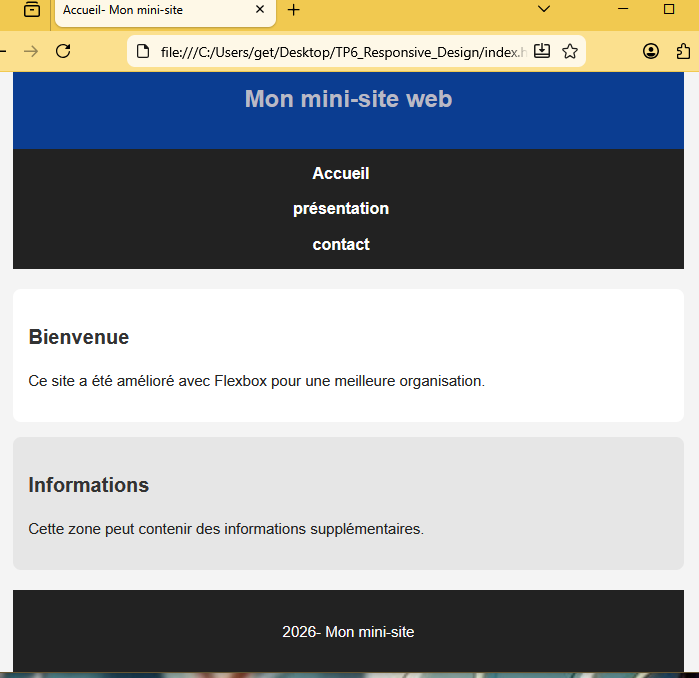 Accueil- Mon mini-site
file:///C:/Users/get/Desktop/TP6_Responsive_Design/index.h
Mon mini-site web
Accueil
présentation
contact
Bienvenue
Ce site a été amélioré avec Flexbox pour une meilleure organisation.
Informations
Cette zone peut contenir des informations supplémentaires.
2026- Mon mini-site